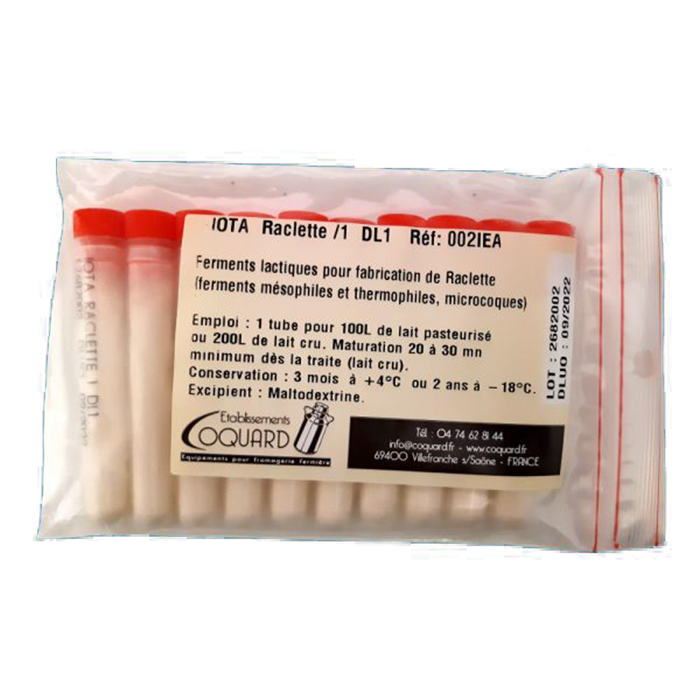 IOTA Raclette /1 DL1 Réf: 002IEA
Ferments lactiques pour fabrication de Raclette
(ferments mésophiles et thermophiles, microcoques)
Emploi : 1 tube pour 100L de lait pasteurisé
ou 200L de lait cru. Maturation 20 à 30 mn
minimum dès la traite (lait cru).
Conservation : 3 mois à +4°C ou 2 ans à – 18°C.
Excipient : Maltodextrine.
Etablissements
COQUARD
Equipements pour fromagerie fermière
Tél : 04 74 62 81 44
info@coquard.fr - www.coquard.fr
69400 Villefranche s/Saône - FRANCE
LOT : 2682002
DLUO : 09/2022
IOTA RACLETTE 1 DL1